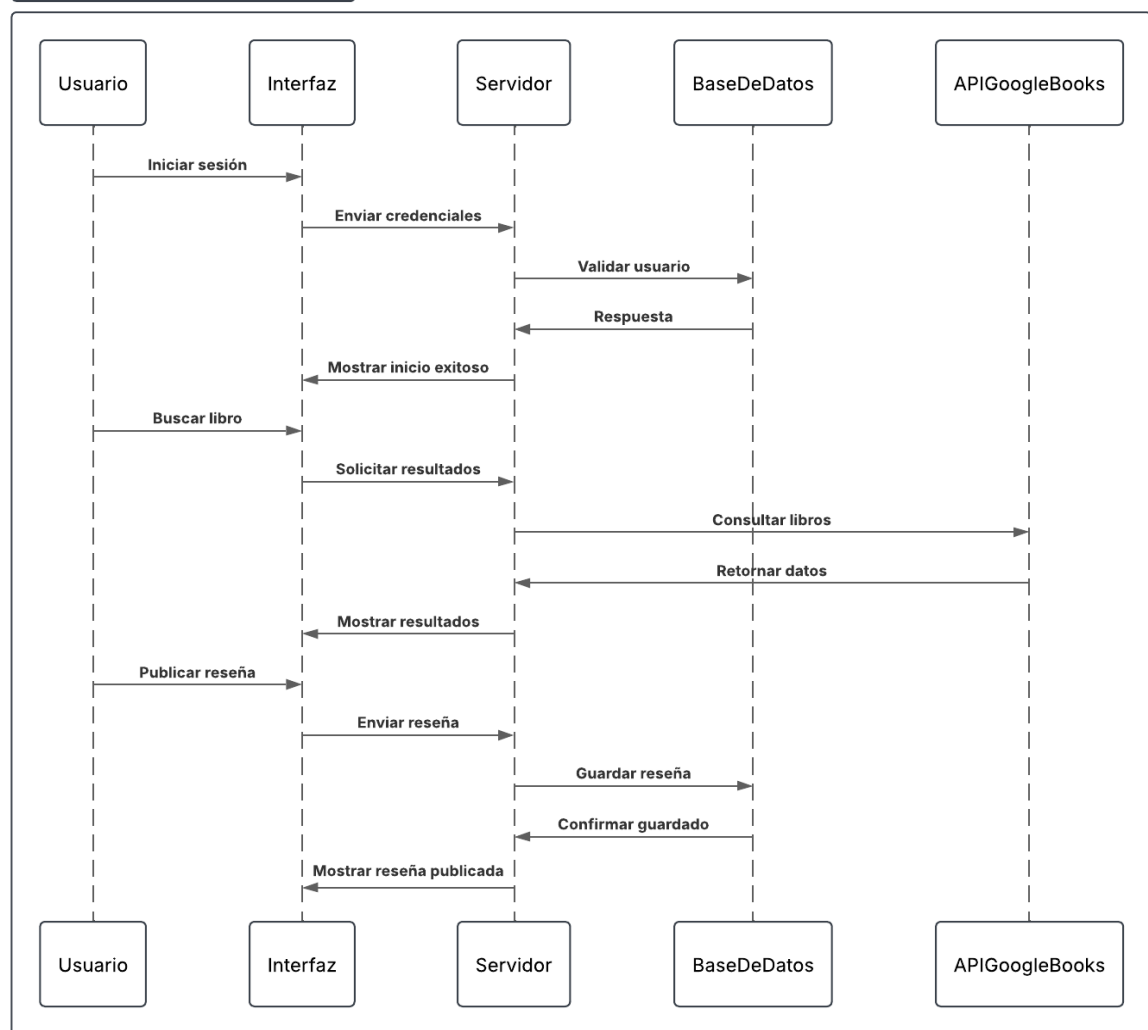 Usuario
Interfaz
Servidor
BaseDeDatos
APIGoogleBooks
Iniciar sesión
Enviar credenciales
Validar usuario
Respuesta
Mostrar inicio exitoso
Buscar libro
Solicitar resultados
Consultar libros
Retornar datos
Mostrar resultados
Publicar reseña
Enviar reseña
Guardar reseña
Confirmar guardado
Mostrar reseña publicada
Usuario
Interfaz
Servidor
BaseDeDatos
APIGoogleBooks